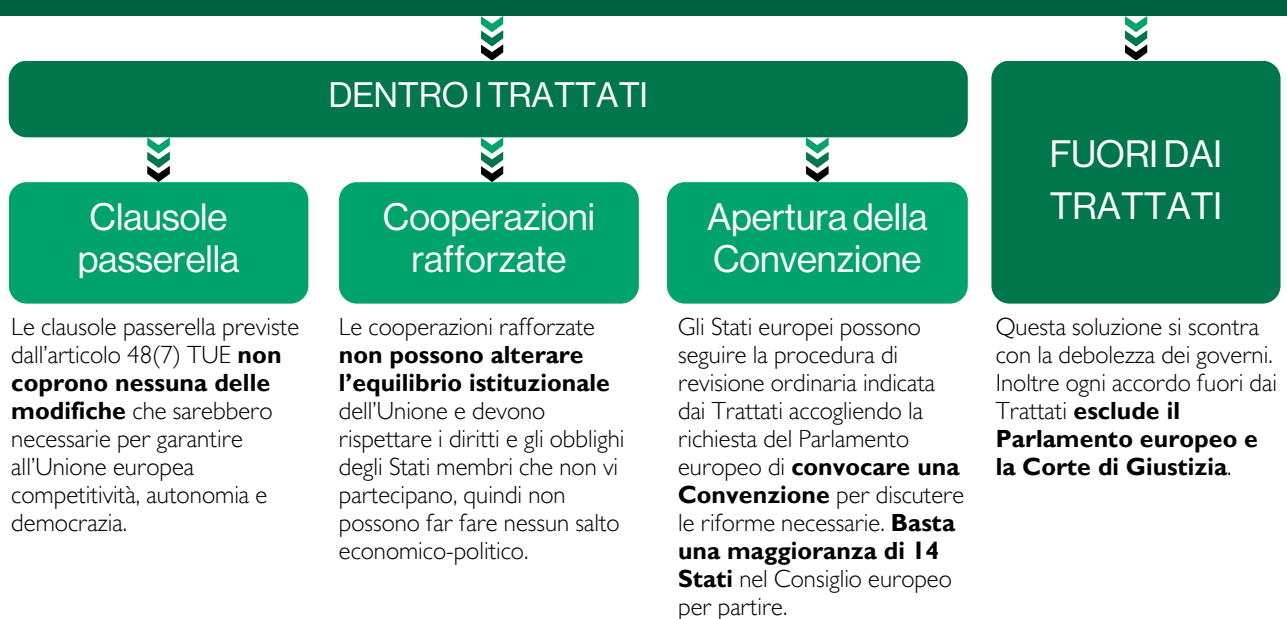 DENTRO I TRATTATI
FUORI DAI
TRATTATI
Clausole
passerella
Cooperazioni
rafforzate
Apertura della
Convenzione
Le clausole passerella previste
dall'articolo 48(7) TUE non
coprono nessuna delle
modifiche che sarebbero
necessarie per garantire
all'Unione europea
competitività, autonomia e
democrazia.
Le cooperazioni rafforzate
non possono alterare
l'equilibrio istituzionale
dell'Unione e devono
rispettare i diritti e gli obblighi
degli Stati membri che non vi
partecipano, quindi non
possono far fare nessun salto
economico-politico.
Gli Stati europei possono
seguire la procedura di
revisione ordinaria indicata
dai Trattati accogliendo la
richiesta del Parlamento
europeo di convocare una
Convenzione per discutere
le riforme necessarie. Basta
una maggioranza di 14
Stati nel Consiglio europeo
per partire.
Questa soluzione si scontra
con la debolezza dei governi.
Inoltre ogni accordo fuori dai
Trattati esclude il
Parlamento europeo e
la Corte di Giustizia.